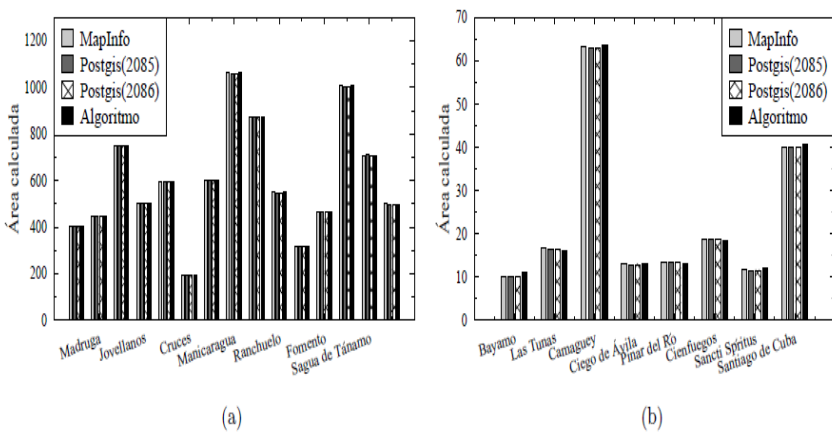 1200
1000
800
600
400
200
0
Área calculada
MapInfo
Postgis(2085)
Postgis(2086)
Algoritmo
Madruga
Jovellanos
Cruces
Manicaragua
Ranchuelo
Fomento
Sagua de Tánamo
(a)
70
60
50
40
30
20
10
0
Área calculada
MapInfo
Postgis(2085)
Postgis(2086)
Algoritmo
Bayamo
Las Tunas
Camaguey
Ciego de Ávila
Pinar del Río
Cienfuegos
Sancti Spíritus
Santiago de Cuba
(b)